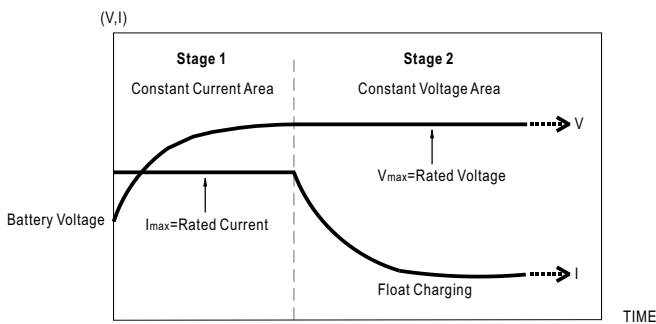 (V,I)
Stage 1
Stage 2
Constant Current Area
Constant Voltage Area
V
Vmax=Rated Voltage
Battery Voltage
Imax=Rated Current
I
Float Charging
TIME